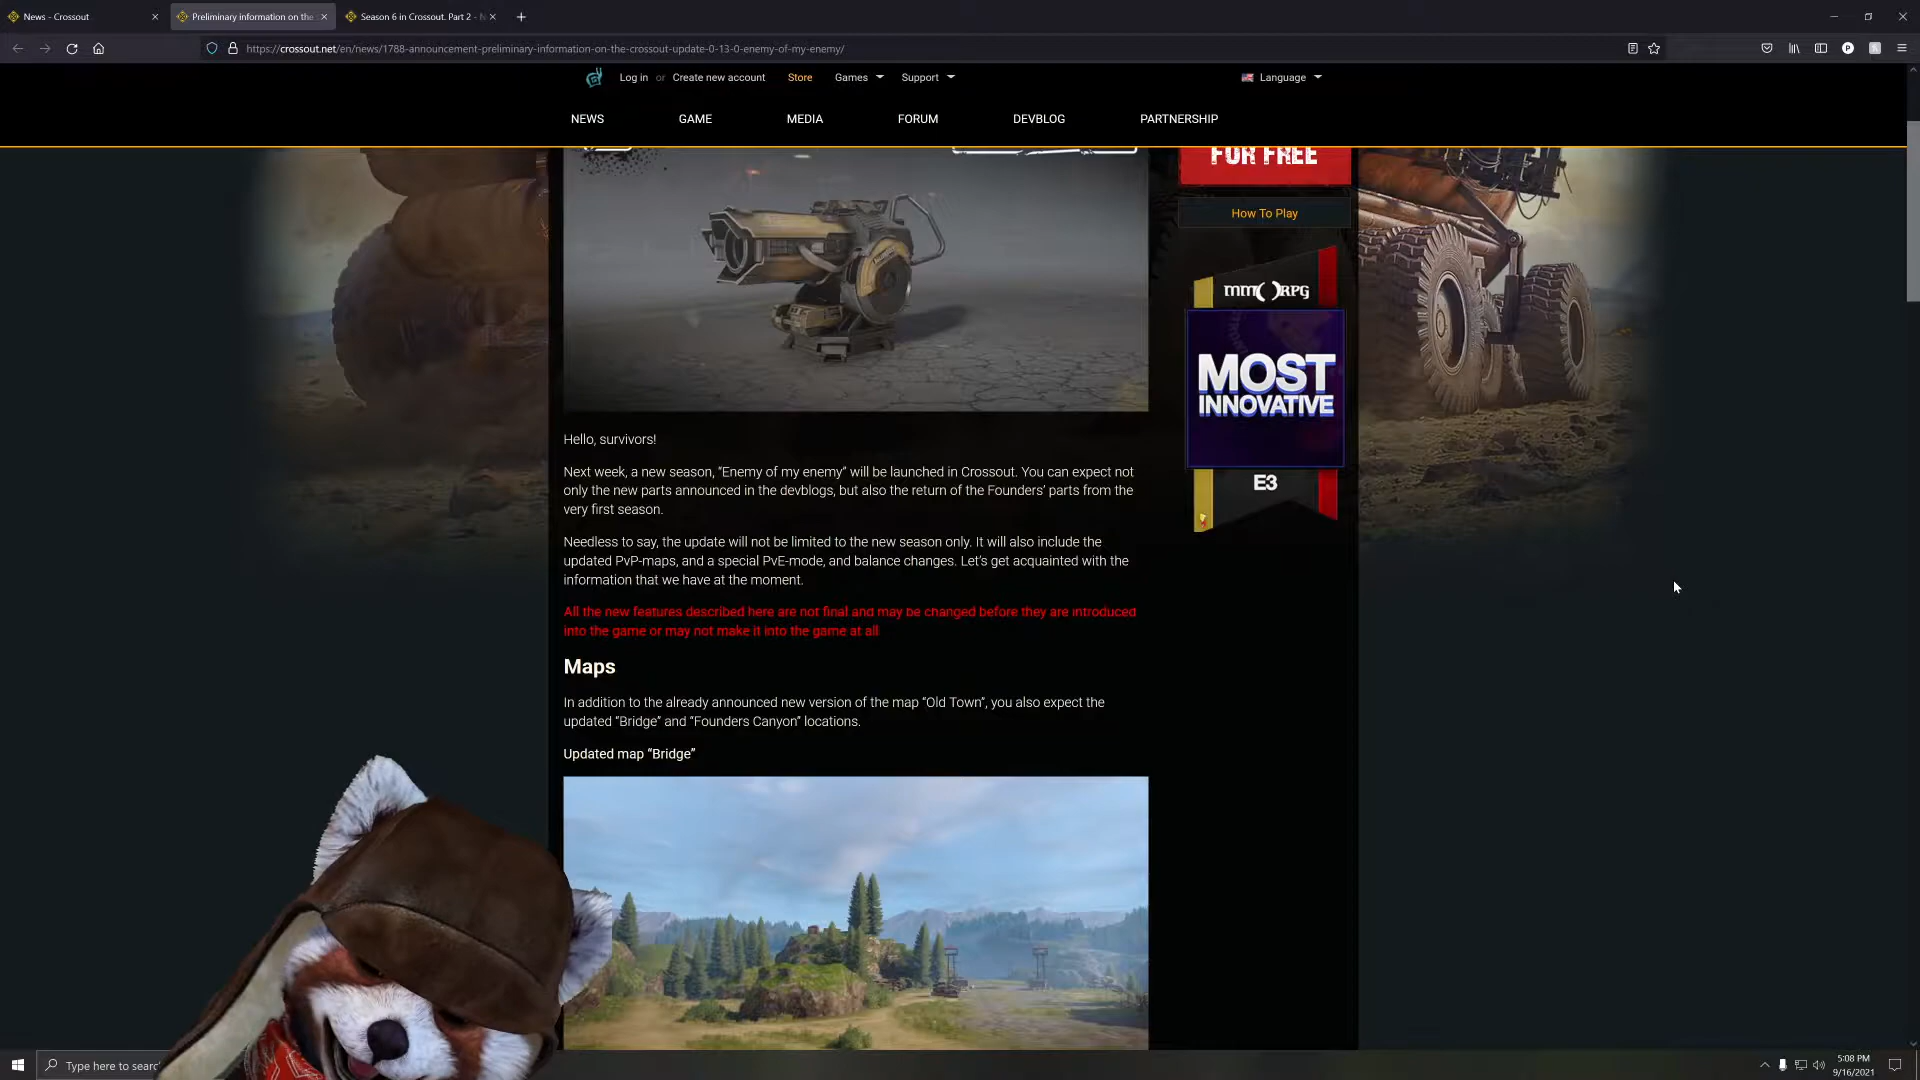 News - Crossout
Preliminary information on the
Season 6 in Crossout. Part 2 -
https://crossout.net/en/news/1788-announcement-preliminary-information-on-the-crossout-update-0-13-0-enemy-of-my-enemy/
Log in or Create new account Store Games Support Language
NEWS GAME MEDIA FORUM DEVBLOG PARTNERSHIP
FOR FREE
How To Play
MM( )RPG
MOST
INNOVATIVE
E3
Hello, survivors!
Next week, a new season, “Enemy of my enemy” will be launched in Crossout. You can expect not
only the new parts announced in the devblogs, but also the return of the Founders’ parts from the
very first season.
Needless to say, the update will not be limited to the new season only. It will also include the
updated PvP-maps, and a special PvE-mode, and balance changes. Let’s get acquainted with the
information that we have at the moment.
All the new features described here are not final and may be changed before they are introduced
into the game or may not make it into the game at all
Maps
In addition to the already announced new version of the map “Old Town”, you also expect the
updated “Bridge” and “Founders Canyon” locations.
Updated map “Bridge”
Type here to searc
5:08 PM
9/16/2021